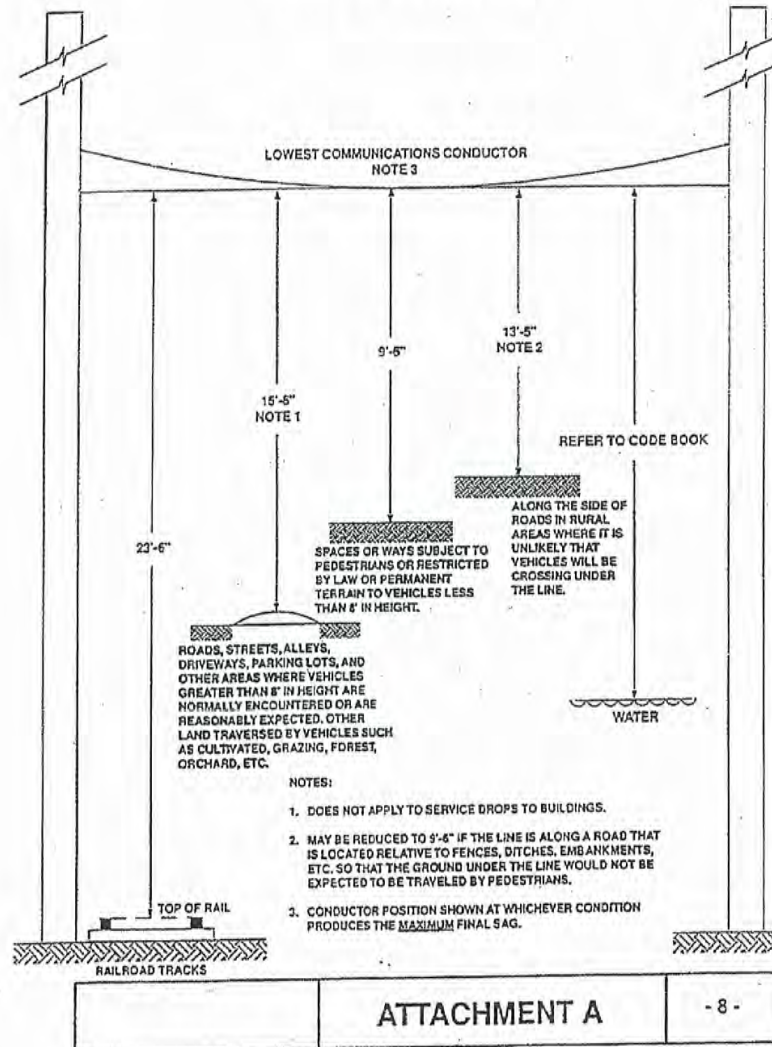 LOWEST COMMUNICATIONS CONDUCTOR
NOTE 3
13'-6"
NOTE 2
9'-6"
15'-6"
NOTE 1
REFER TO CODE BOOK
23'-6"
ALONG THE SIDE OF
ROADS IN RURAL
AREAS WHERE IT IS
UNLIKELY THAT
VEHICLES WILL BE
CROSSING UNDER
THE LINE.
SPACES OR WAYS SUBJECT TO
PEDESTRIANS OR RESTRICTED
BY LAW OR PERMANENT
TERRAIN TO VEHICLES LESS
THAN 8' IN HEIGHT.
ROADS, STREETS, ALLEYS,
DRIVEWAYS, PARKING LOTS, AND
OTHER AREAS WHERE VEHICLES
GREATER THAN 8' IN HEIGHT ARE
NORMALLY ENCOUNTERED OR ARE
REASONABLY EXPECTED. OTHER
LAND TRAVERSED BY VEHICLES SUCH
AS CULTIVATED, GRAZING, FOREST,
ORCHARD, ETC.
WATER
NOTES:
1. DOES NOT APPLY TO SERVICE DROPS TO BUILDINGS.
2. MAY BE REDUCED TO 9'-6" IF THE LINE IS ALONG A ROAD THAT
IS LOCATED RELATIVE TO FENCES, DITCHES, EMBANKMENTS,
ETC. SO THAT THE GROUND UNDER THE LINE WOULD NOT BE
EXPECTED TO BE TRAVELED BY PEDESTRIANS.
3. CONDUCTOR POSITION SHOWN AT WHICHEVER CONDITION
PRODUCES THE MAXIMUM FINAL SAG.
TOP OF RAIL
RAILROAD TRACKS
ATTACHMENT A
- 8 -